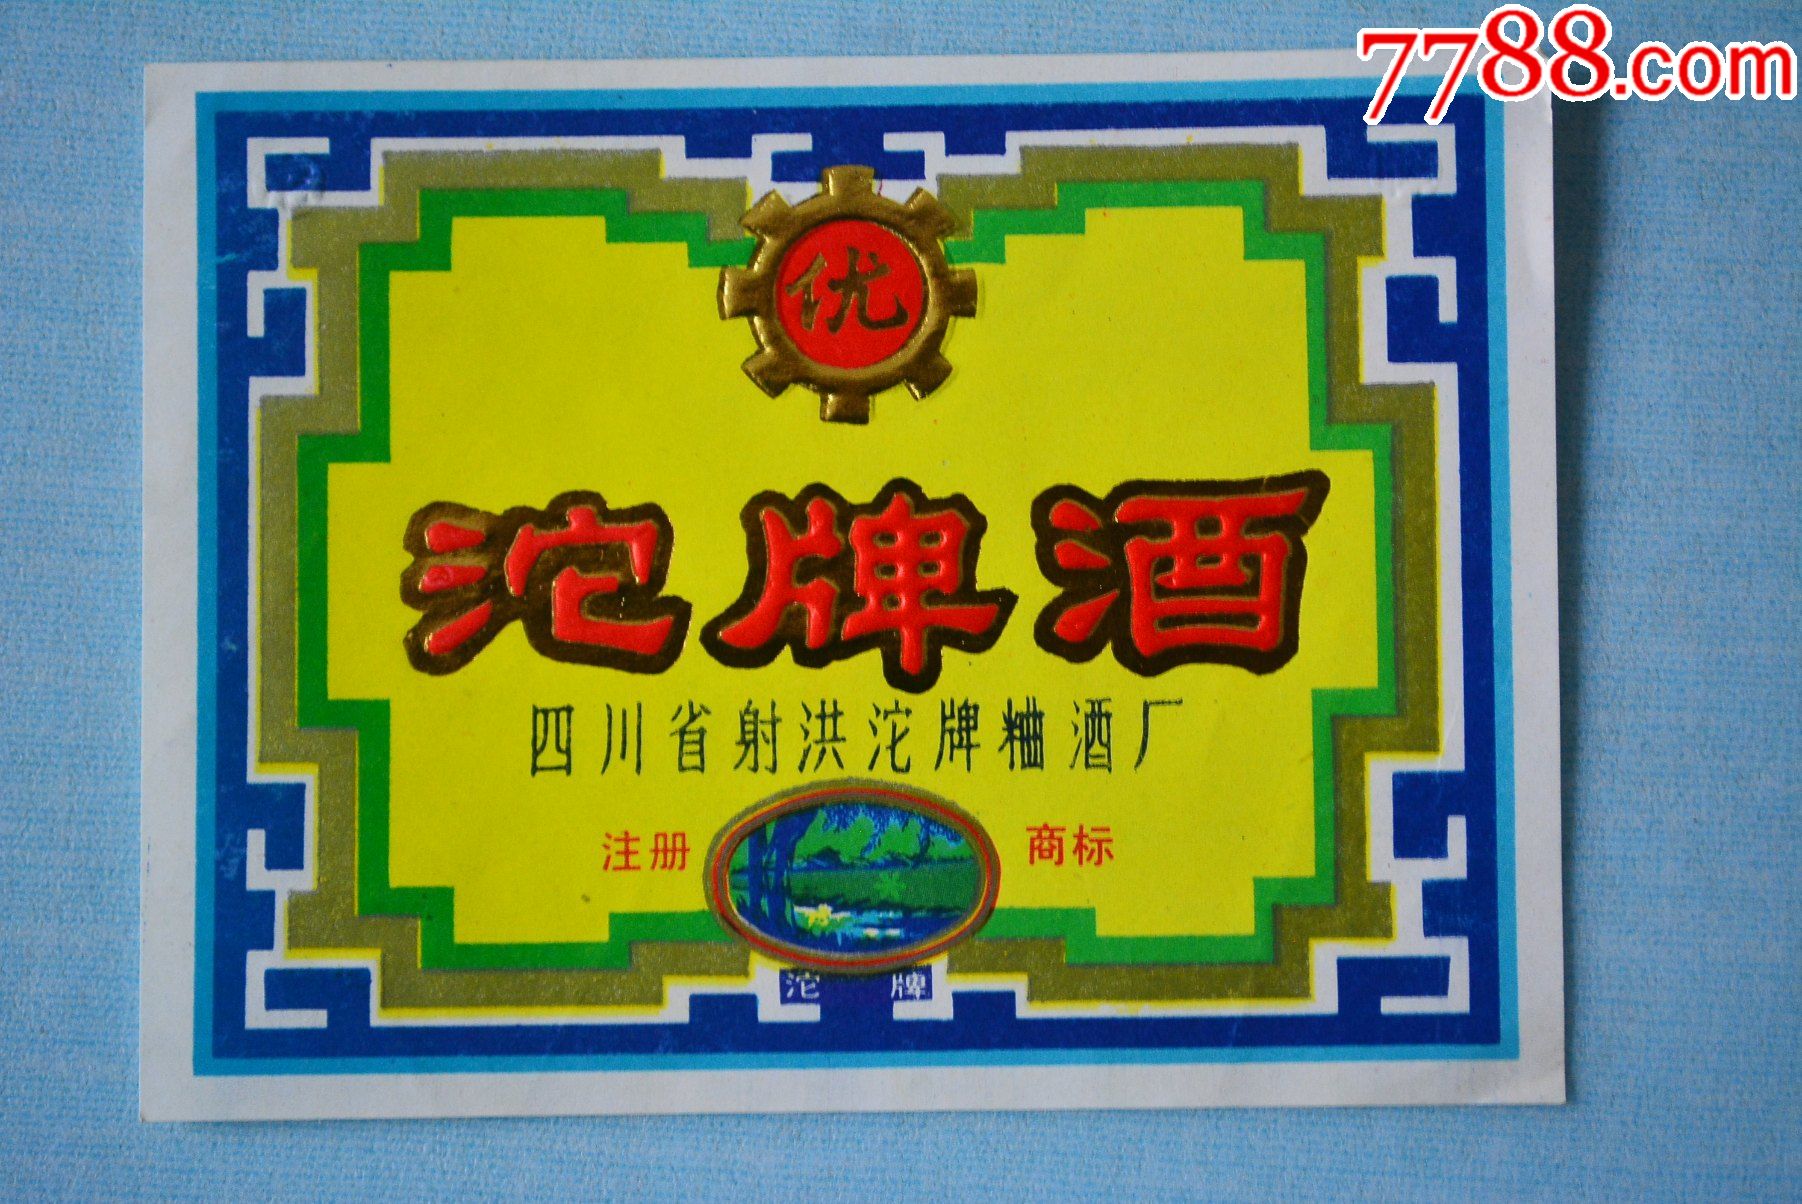 7788.com
优
沱牌酒
四川省射洪沱牌粬酒厂
注册 商标
沱 牌